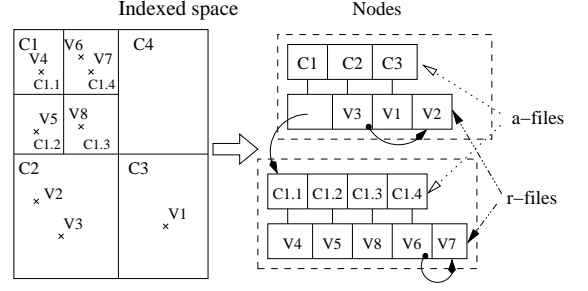 Indexed space
Nodes
C1
V6
C4
V4
V7
C1.1
C1.4
V5
V8
C1.2
C1.3
C2
C3
V2
V3
V1
C1 C2 C3
V3 V1 V2
a-files
C1.1 C1.2 C1.3 C1.4
r-files
V4 V5 V8 V6 V7